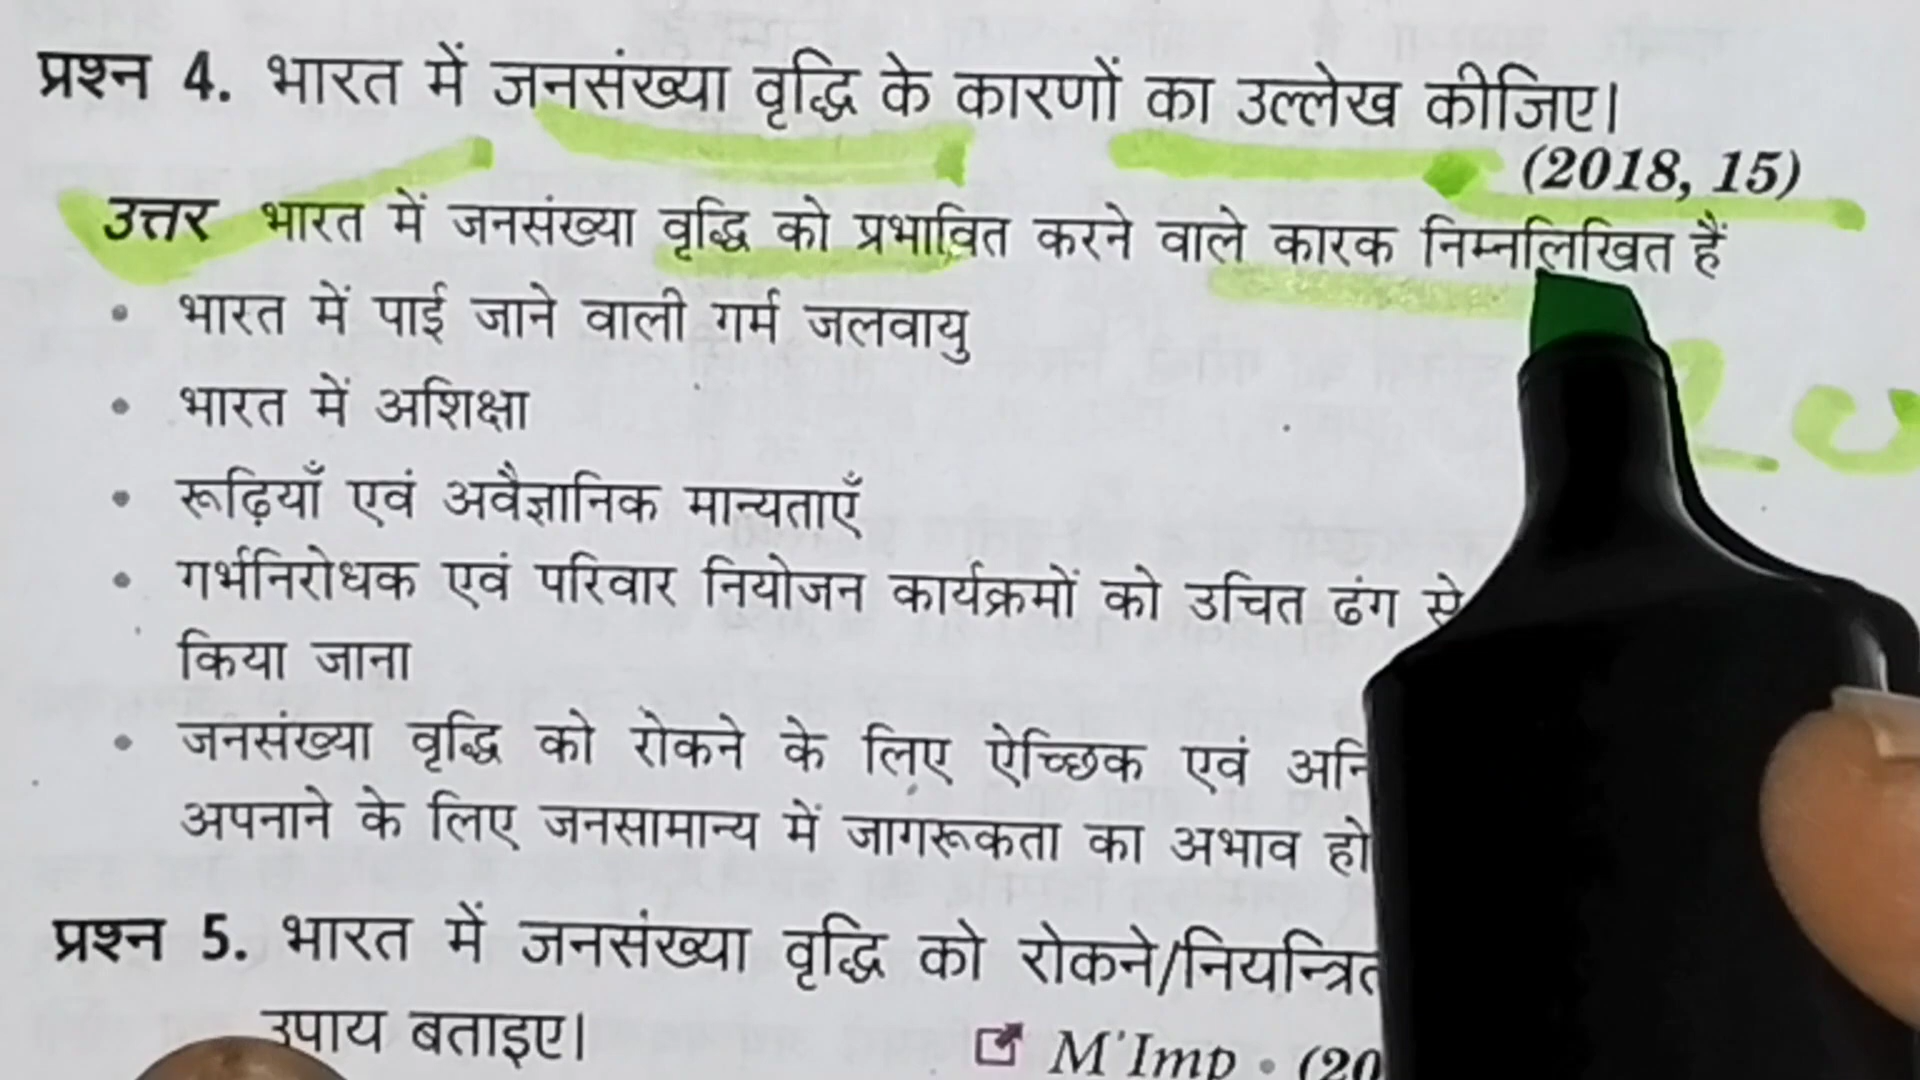 प्रश्न 4. भारत में जनसंख्या वृद्धि के कारणों का उल्लेख कीजिए।
(2018, 15)
उत्तर भारत में जनसंख्या वृद्धि को प्रभावित करने वाले कारक निम्नलिखित हैं
• भारत में पाई जाने वाली गर्म जलवायु
• भारत में अशिक्षा
• रूढ़ियाँ एवं अवैज्ञानिक मान्यताएँ
• गर्भनिरोधक एवं परिवार नियोजन कार्यक्रमों को उचित ढंग से
किया जाना
• जनसंख्या वृद्धि को रोकने के लिए ऐच्छिक एवं
अपनाने के लिए जनसामान्य में जागरूकता का अभाव हो
प्रश्न 5. भारत में जनसंख्या वृद्धि को रोकने/नियन्त्रित
उपाय बताइए।
M'Imp • (20